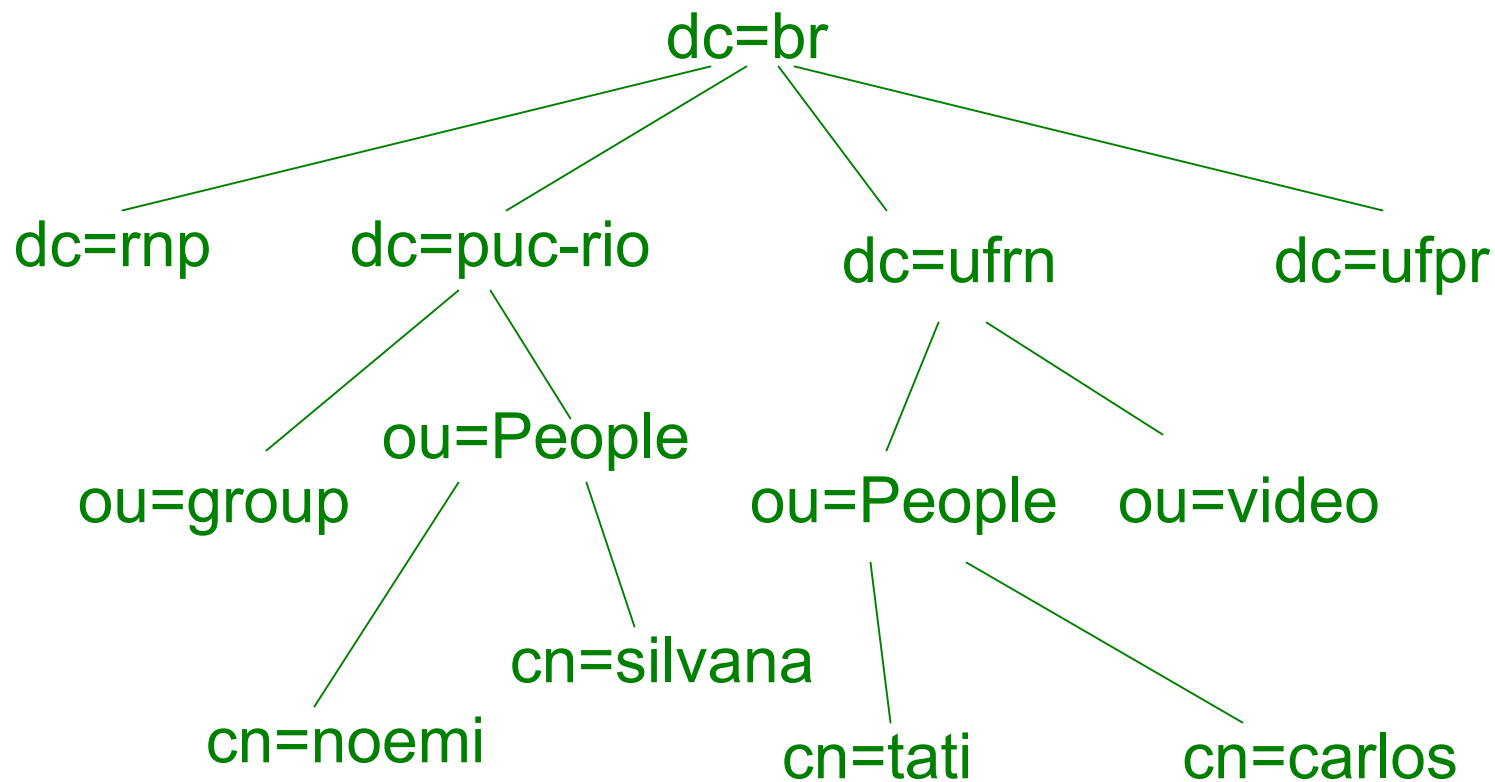 dc=br
dc=rnp
dc=puc-rio
dc=ufrn
dc=ufpr
ou=group
ou=People
ou=People
ou=video
cn=noemi
cn=silvana
cn=tati
cn=carlos